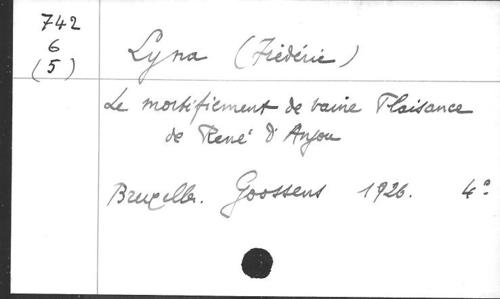 742
6
(5)
Lyna (Frédéric)
Le mortifiement de vaine Plaisance
de René d'Anjou
Bruxelles. Goossens 1926. 4°